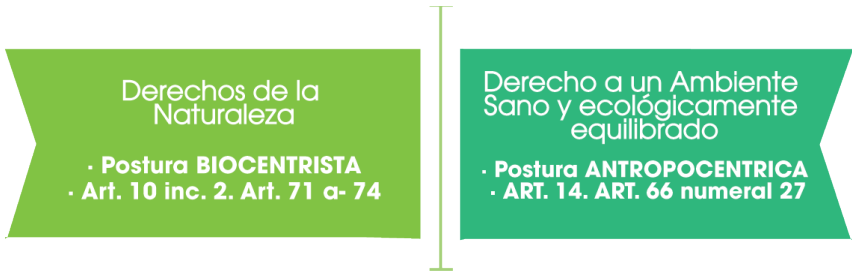 Derechos de la
Naturaleza
· Postura BIOCENTRISTA
· Art. 10 inc. 2. Art. 71 a- 74
Derecho a un Ambiente
Sano y ecológicamente
equilibrado
· Postura ANTROPOCENTRICA
· ART. 14. ART. 66 numeral 27